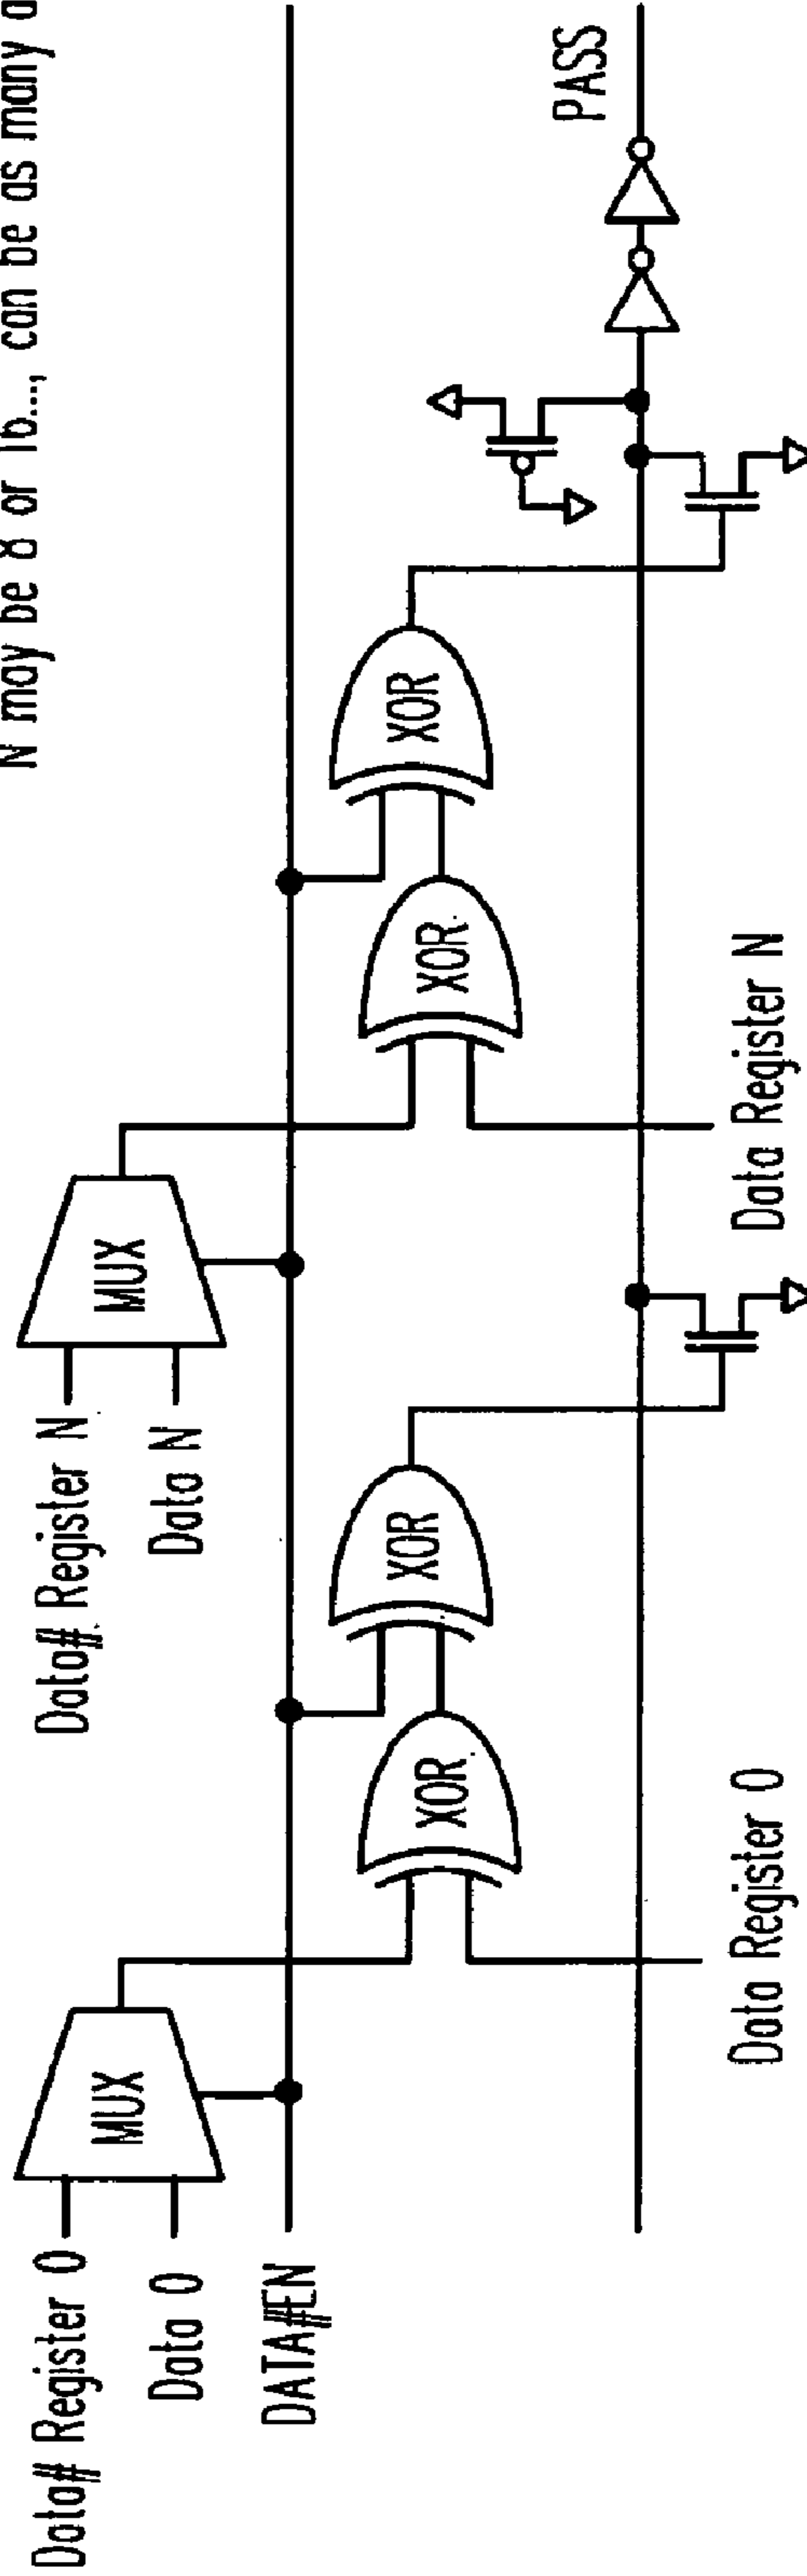 N may be 8 or 16..., can be as many a
Data# Register 0
Data 0
DATA#EN
MUX
XOR
XOR
Data Register 0
Data# Register N
Data N
MUX
XOR
XOR
Data Register N
PASS